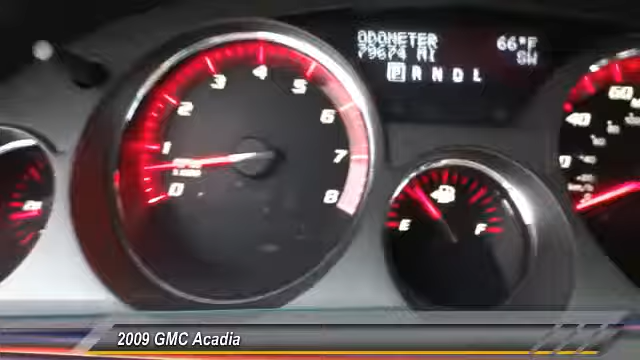 ODOMETER 66°F
79674 MI SW
P R N D L
0 1 2 3 4 5 6 7 8
E F
40 60
2009 GMC Acadia